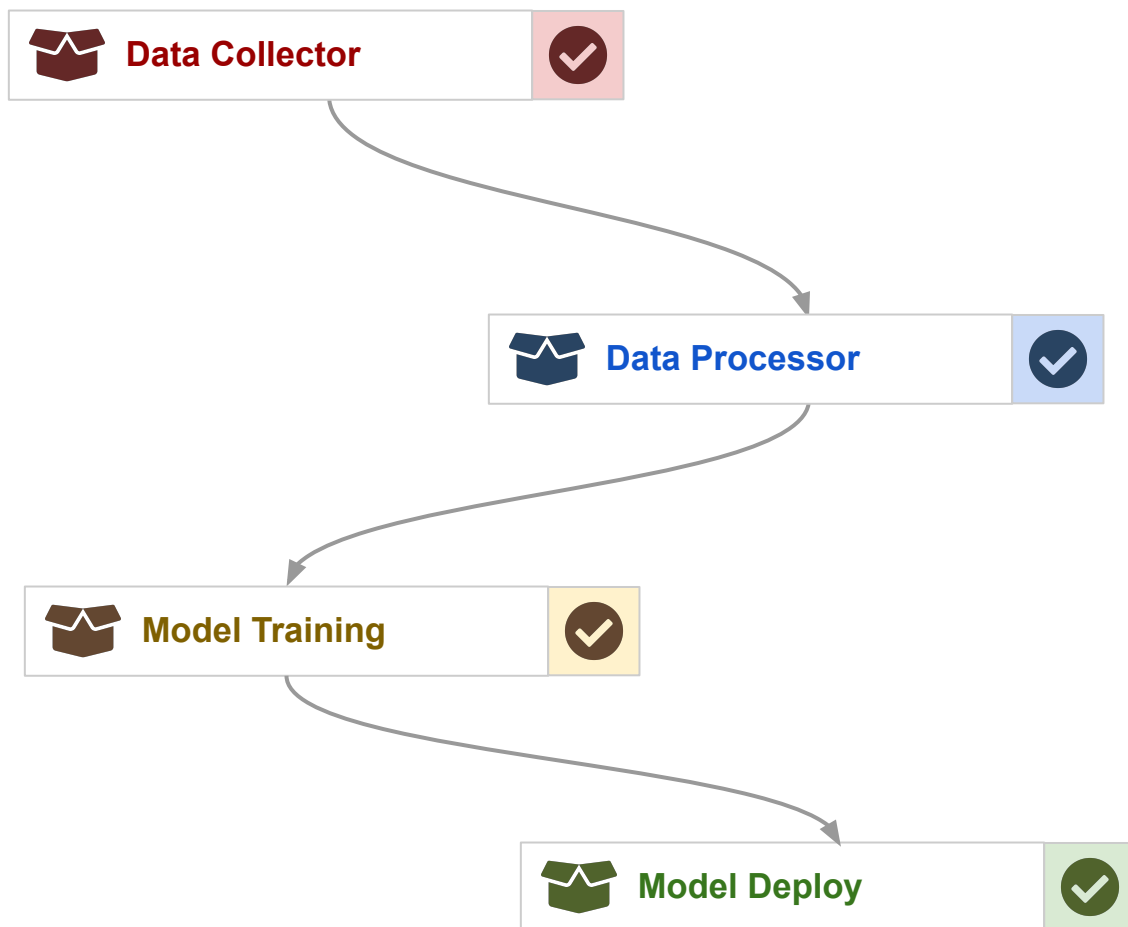 Data Collector
Data Processor
Model Training
Model Deploy